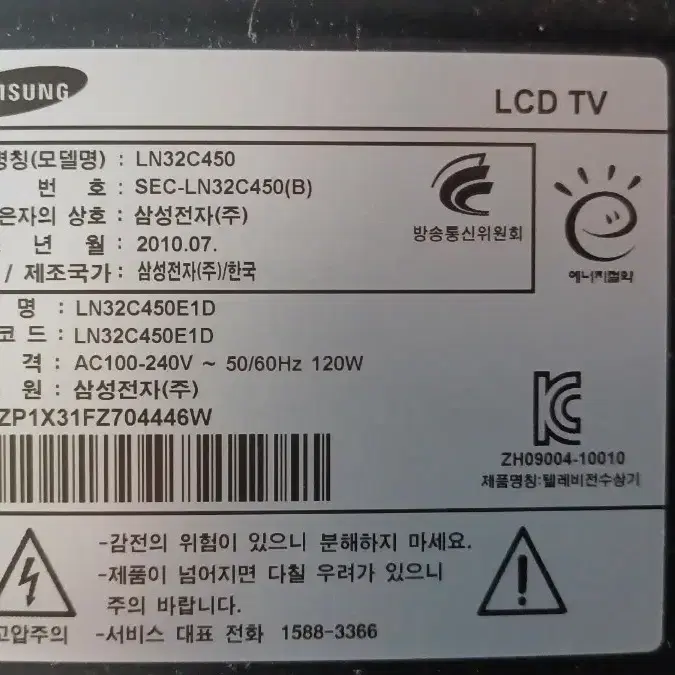 LCD TV
(모델명) : LN32C450
번 호 : SEC-LN32C450(B)
자의 상호 : 삼성전자(주)
년 월 : 2010.07.
/ 제조국가 : 삼성전자(주)/한국
방송통신위원회
에너지절약
명 : LN32C450E1D
코드 : LN32C450E1D
격 : AC100-240V ~ 50/60Hz 120W
원 : 삼성전자(주)
ZP1X31FZ704446W
ZH09004-10010
제품명칭:텔레비전수상기
-감전의 위험이 있으니 분해하지 마세요.
-제품이 넘어지면 다칠 우려가 있으니
주의 바랍니다.
고압주의 -서비스 대표 전화 1588-3366